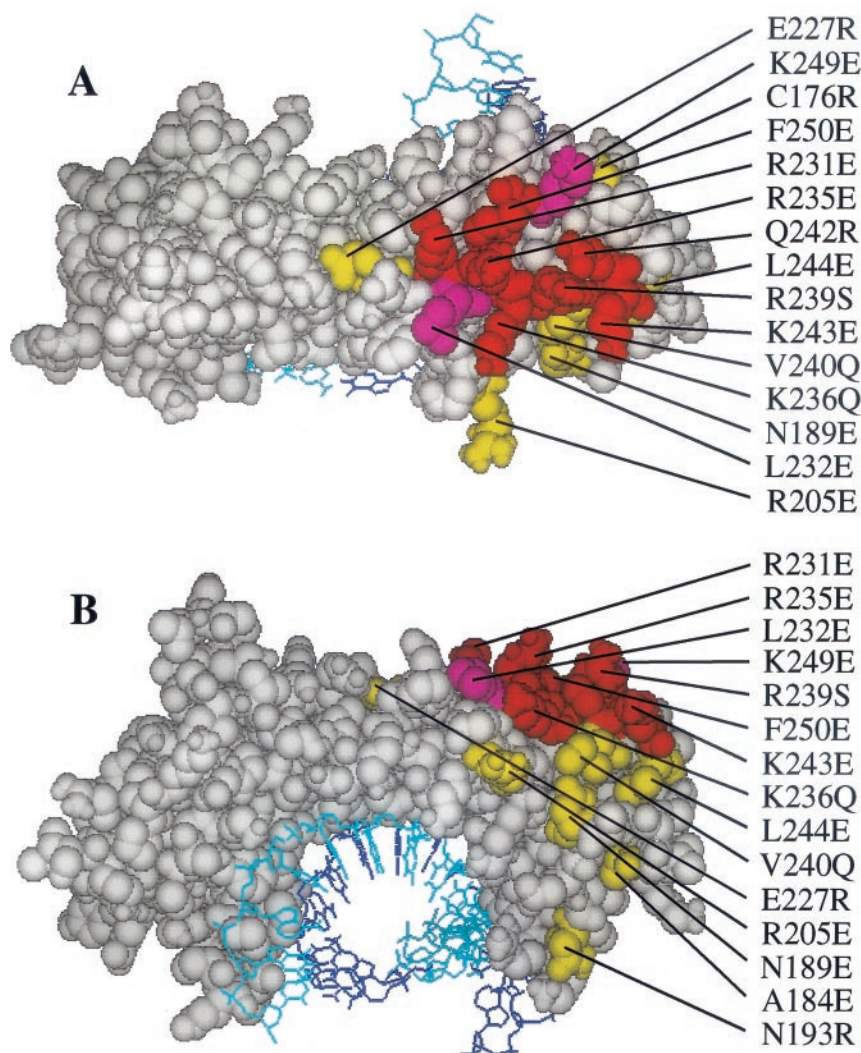 A
E227R
K249E
C176R
F250E
R231E
R235E
Q242R
L244E
R239S
K243E
V240Q
K236Q
N189E
L232E
R205E
B
R231E
R235E
L232E
K249E
R239S
F250E
K243E
K236Q
L244E
V240Q
E227R
R205E
N189E
A184E
N193R